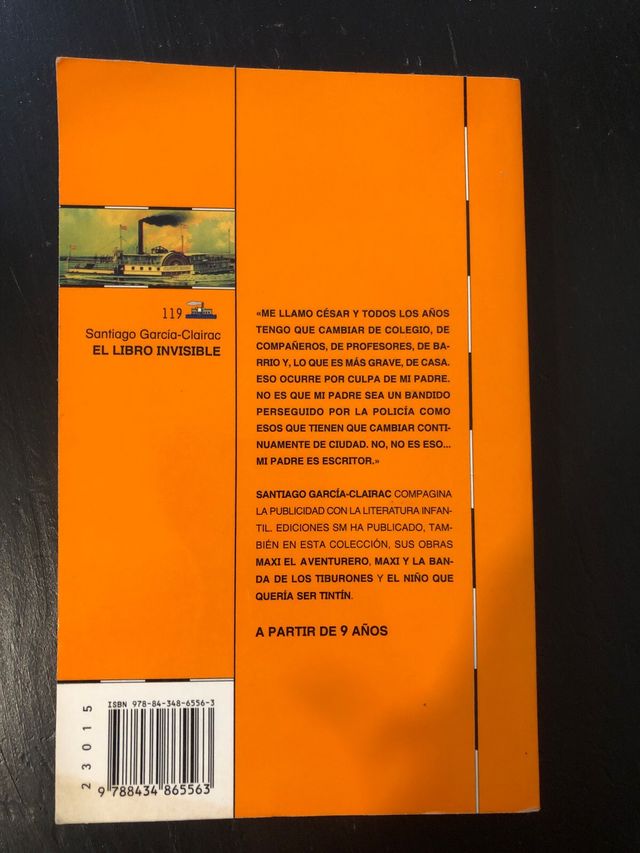 119
Santiago García-Clairac
EL LIBRO INVISIBLE
«ME LLAMO CÉSAR Y TODOS LOS AÑOS
TENGO QUE CAMBIAR DE COLEGIO, DE
COMPAÑEROS, DE PROFESORES, DE BA-
RRIO Y, LO QUE ES MÁS GRAVE, DE CASA.
ESO OCURRE POR CULPA DE MI PADRE.
NO ES QUE MI PADRE SEA UN BANDIDO
PERSEGUIDO POR LA POLICÍA COMO
ESOS QUE TIENEN QUE CAMBIAR CONTI-
NUAMENTE DE CIUDAD. NO, NO ES ESO...
MI PADRE ES ESCRITOR.»
SANTIAGO GARCÍA-CLAIRAC COMPAGINA
LA PUBLICIDAD CON LA LITERATURA INFAN-
TIL. EDICIONES SM HA PUBLICADO, TAM-
BIÉN EN ESTA COLECCIÓN, SUS OBRAS
MAXI EL AVENTURERO, MAXI Y LA BAN-
DA DE LOS TIBURONES Y EL NIÑO QUE
QUERÍA SER TINTÍN.
A PARTIR DE 9 AÑOS
ISBN 978-84-348-6556-3
23015
9 788434 865563